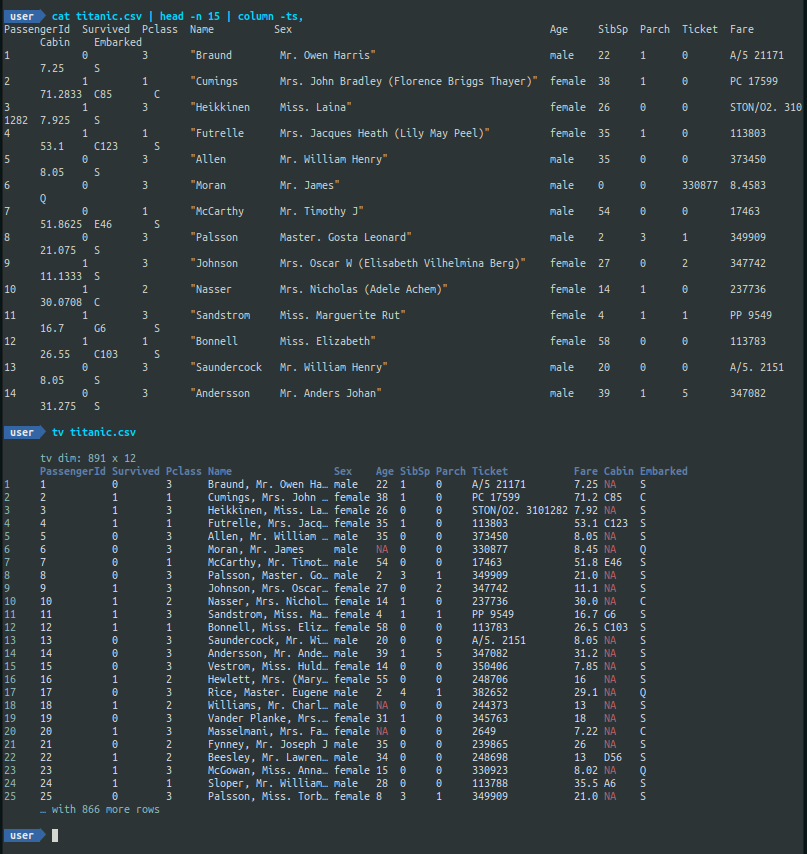 user cat titanic.csv | head -n 15 | column -ts,
PassengerId Survived Pclass Name Sex Age SibSp Parch Ticket Fare
Cabin Embarked
1 0 3 "Braund Mr. Owen Harris" male 22 1 0 A/5 21171
7.25 S
2 1 1 "Cumings Mrs. John Bradley (Florence Briggs Thayer)" female 38 1 0 PC 17599
71.2833 C85 C
3 1 3 "Heikkinen Miss. Laina" female 26 0 0 STON/O2. 310
1282 7.925 S
4 1 1 "Futrelle Mrs. Jacques Heath (Lily May Peel)" female 35 1 0 113803
53.1 C123 S
5 0 3 "Allen Mr. William Henry" male 35 0 0 373450
8.05 S
6 0 3 "Moran Mr. James" male 0 0 330877 8.4583
Q
7 0 1 "McCarthy Mr. Timothy J" male 54 0 0 17463
51.8625 E46 S
8 0 3 "Palsson Master. Gosta Leonard" male 2 3 1 349909
21.075 S
9 1 3 "Johnson Mrs. Oscar W (Elisabeth Vilhelmina Berg)" female 27 0 2 347742
11.1333 S
10 1 2 "Nasser Mrs. Nicholas (Adele Achem)" female 14 1 0 237736
30.0708 C
11 1 3 "Sandstrom Miss. Marguerite Rut" female 4 1 1 PP 9549
16.7 G6 S
12 1 1 "Bonnell Miss. Elizabeth" female 58 0 0 113783
26.55 C103 S
13 0 3 "Saundercock Mr. William Henry" male 20 0 0 A/5. 2151
8.05 S
14 0 3 "Andersson Mr. Anders Johan" male 39 1 5 347082
31.275 S
user tv titanic.csv
tv dim: 891 x 12
PassengerId Survived Pclass Name Sex Age SibSp Parch Ticket Fare Cabin Embarked
1 1 0 3 Braund, Mr. Owen Ha… male 22 1 0 A/5 21171 7.25 NA S
2 2 1 1 Cumings, Mrs. John … female 38 1 0 PC 17599 71.2 C85 C
3 3 1 3 Heikkinen, Miss. La… female 26 0 0 STON/O2. 3101282 7.92 NA S
4 4 1 1 Futrelle, Mrs. Jacq… female 35 1 0 113803 53.1 C123 S
5 5 0 3 Allen, Mr. William … male 35 0 0 373450 8.05 NA S
6 6 0 3 Moran, Mr. James male NA 0 0 330877 8.45 NA Q
7 7 0 1 McCarthy, Mr. Timot… male 54 0 0 17463 51.8 E46 S
8 8 0 3 Palsson, Master. Go… male 2 3 1 349909 21.0 NA S
9 9 1 3 Johnson, Mrs. Oscar… female 27 0 2 347742 11.1 NA S
10 10 1 2 Nasser, Mrs. Nichol… female 14 1 0 237736 30.0 NA C
11 11 1 3 Sandstrom, Miss. Ma… female 4 1 1 PP 9549 16.7 G6 S
12 12 1 1 Bonnell, Miss. Eliz… female 58 0 0 113783 26.5 C103 S
13 13 0 3 Saundercock, Mr. Wi… male 20 0 0 A/5. 2151 8.05 NA S
14 14 0 3 Andersson, Mr. Ande… male 39 1 5 347082 31.2 NA S
15 15 0 3 Vestrom, Miss. Huld… female 14 0 0 350406 7.85 NA S
16 16 1 2 Hewlett, Mrs. (Mary… female 55 0 0 248706 16 NA S
17 17 0 3 Rice, Master. Eugene male 2 4 1 382652 29.1 NA Q
18 18 1 2 Williams, Mr. Charl… male NA 0 0 244373 13 NA S
19 19 0 3 Vander Planke, Mrs.… female 31 1 0 345763 18 NA S
20 20 1 3 Masselmani, Mrs. Fa… female NA 0 0 2649 7.22 NA C
21 21 0 2 Fynney, Mr. Joseph J male 35 0 0 239865 26 NA S
22 22 1 2 Beesley, Mr. Lawren… male 34 0 0 248698 13 D56 S
23 23 1 3 McGowan, Miss. Anna… female 15 0 0 330923 8.02 NA Q
24 24 1 1 Sloper, Mr. William… male 28 0 0 113788 35.5 A6 S
25 25 0 3 Palsson, Miss. Torb… female 8 3 1 349909 21.0 NA S
… with 866 more rows
user